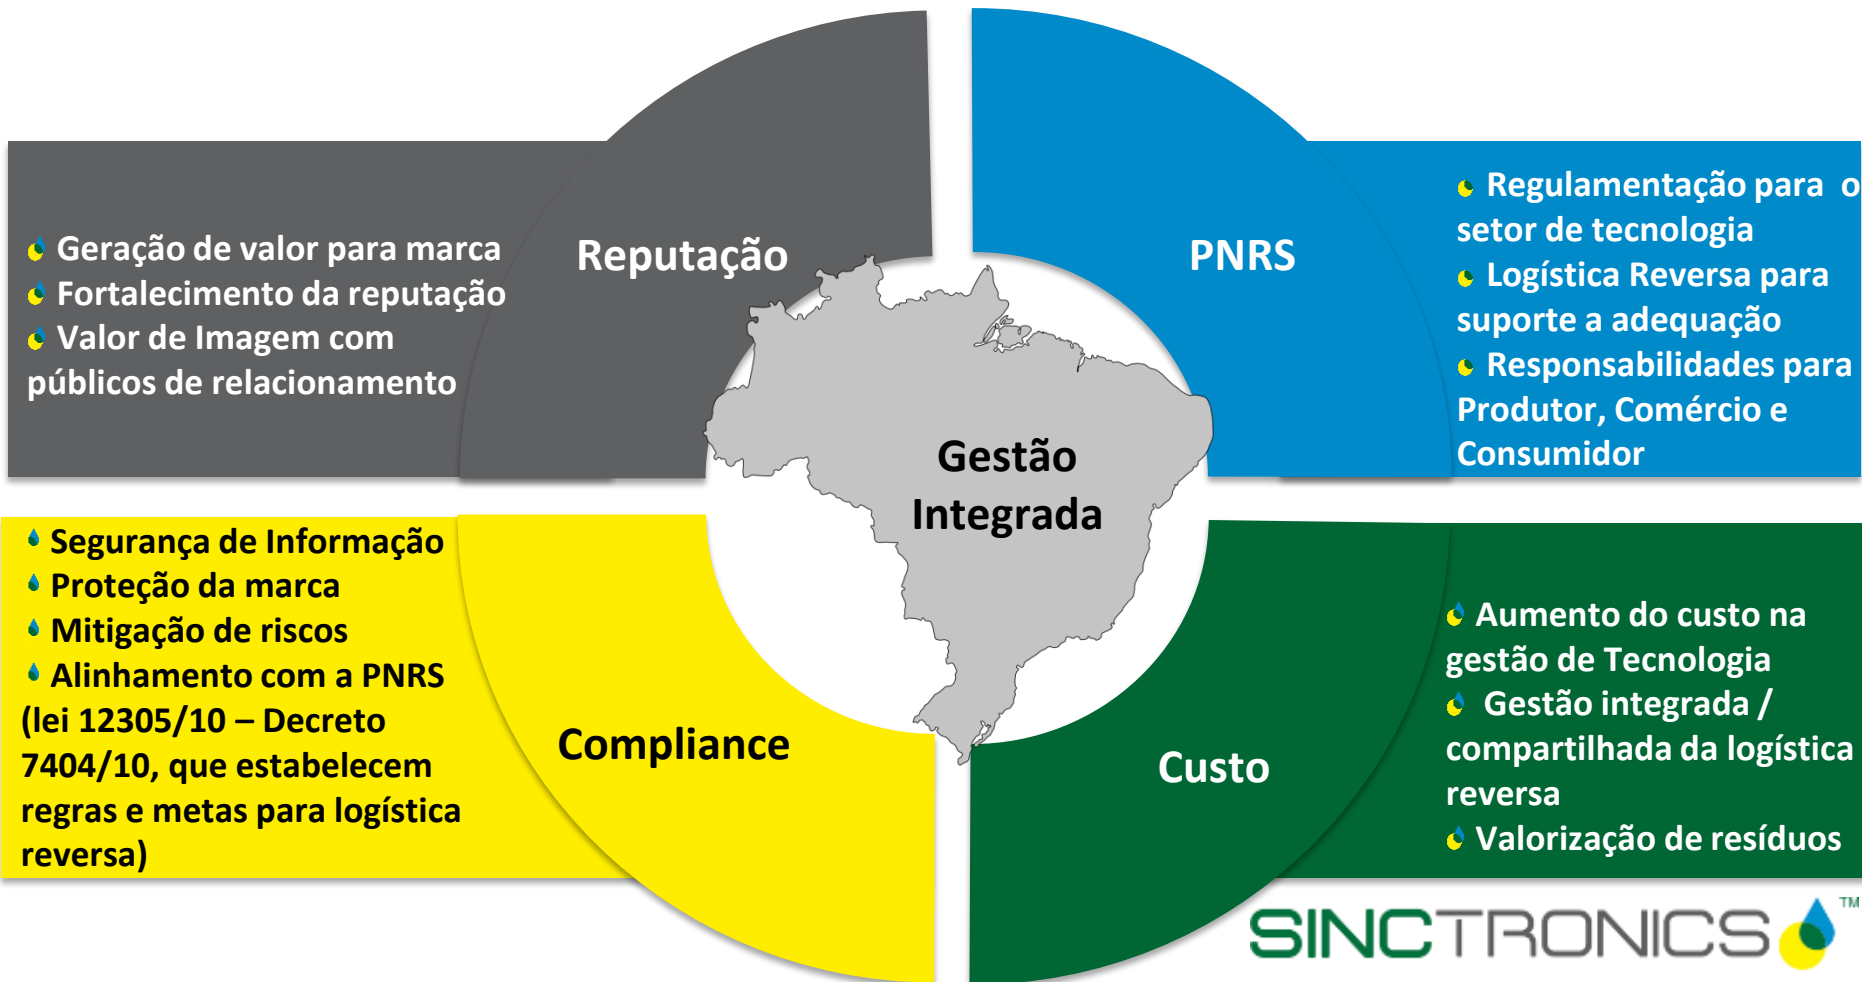 Reputação
Geração de valor para marca
Fortalecimento da reputação
Valor de Imagem com
públicos de relacionamento
PNRS
Regulamentação para o
setor de tecnologia
Logística Reversa para
suporte a adequação
Responsabilidades para
Produtor, Comércio e
Consumidor
Gestão
Integrada
Segurança de Informação
Proteção da marca
Mitigação de riscos
Alinhamento com a PNRS
(lei 12305/10 – Decreto
7404/10, que estabelecem
regras e metas para logística
reversa)
Compliance
Custo
Aumento do custo na
gestão de Tecnologia
Gestão integrada /
compartilhada da logística
reversa
Valorização de resíduos
SINCTRONICS TM